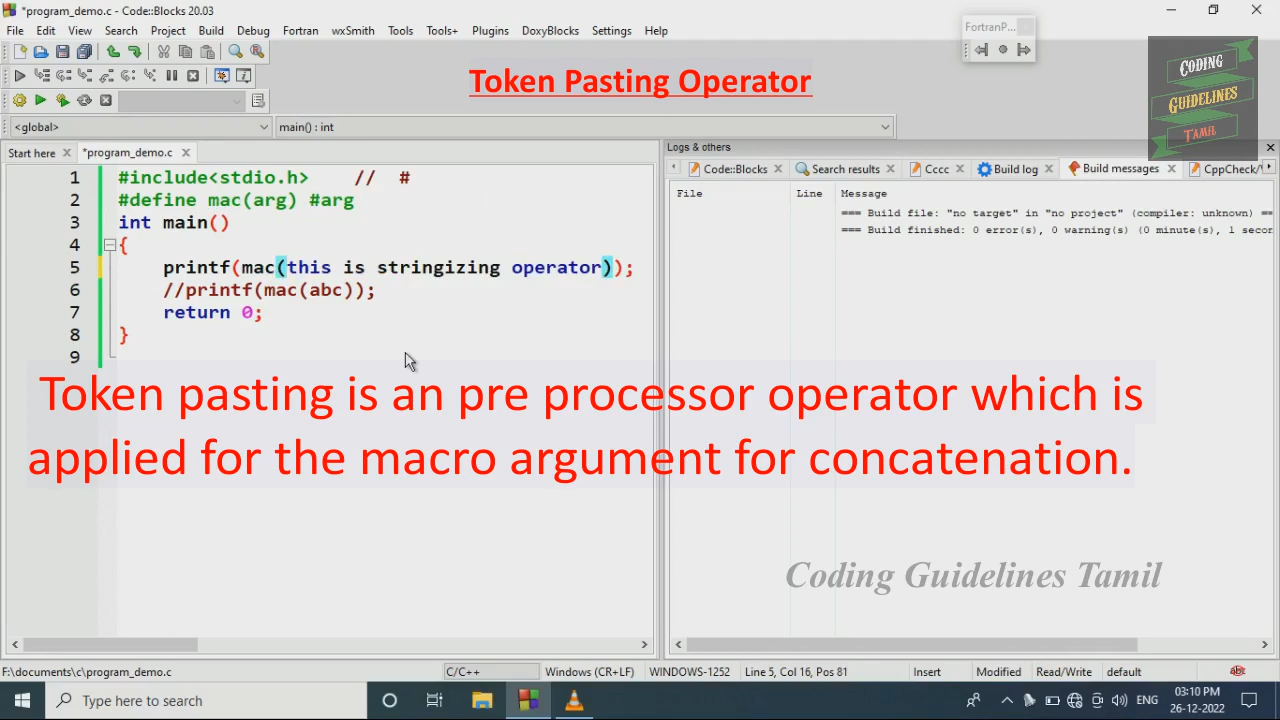 *program_demo.c - Code::Blocks 20.03
File Edit View Search Project Build Debug Fortran wxSmith Tools Tools+ Plugins DoxyBlocks Settings Help
FortranP...
Token Pasting Operator
CODING
GUIDELINES
TAMIL
<global>
main() : int
Start here
*program_demo.c
Logs & others
Code::Blocks
Search results
Cccc
Build log
Build messages
CppCheck/
1 #include<stdio.h> // #
2 #define mac(arg) #arg
3 int main()
4 {
5 printf(mac(this is stringizing operator));
6 //printf(mac(abc));
7 return 0;
8 }
9
File Line Message
=== Build file: "no target" in "no project" (compiler: unknown) ==
=== Build finished: 0 error(s), 0 warning(s) (0 minute(s), 1 secon
Token pasting is an pre processor operator which is
applied for the macro argument for concatenation.
Coding Guidelines Tamil
F:\documents\c\program_demo.c C/C++ Windows (CR+LF) WINDOWS-1252 Line 5, Col 16, Pos 81 Insert Modified Read/Write default
Type here to search
ENG
03:10 PM
26-12-2022